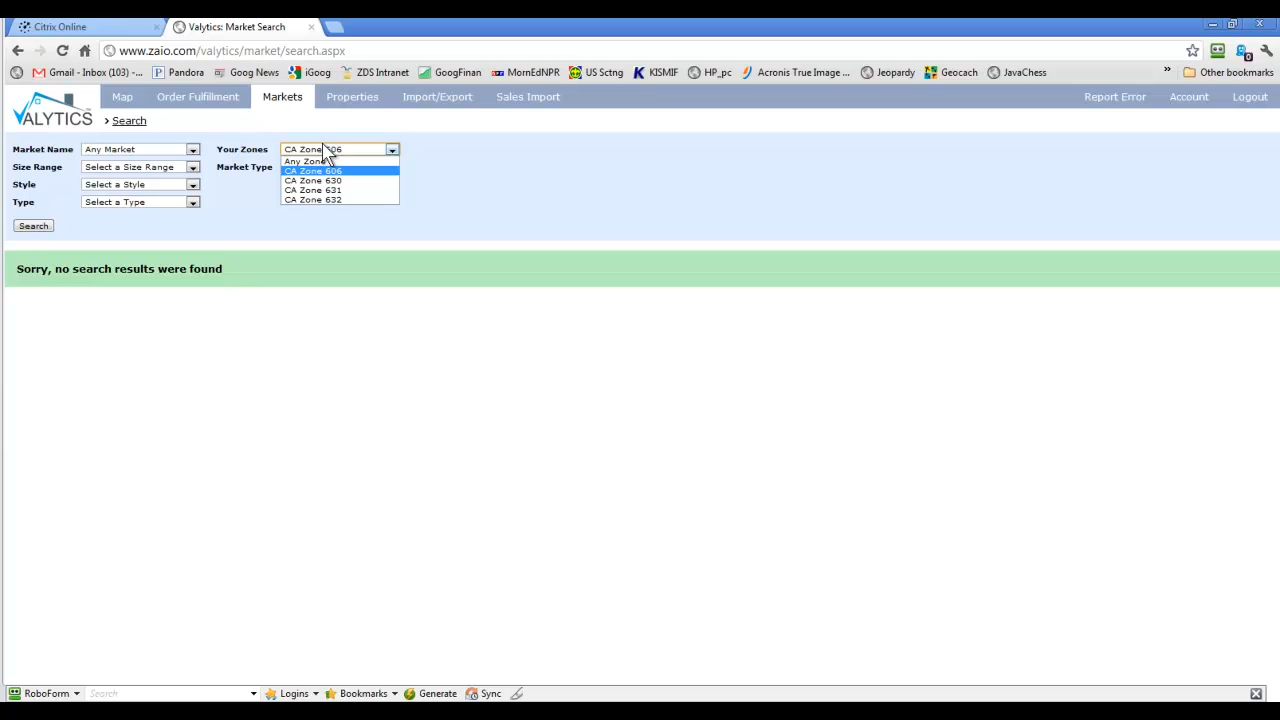 Citrix Online
Valytics: Market Search
www.zaio.com/valytics/market/search.aspx
Gmail - Inbox (103) -... Pandora Goog News iGoog ZDS Intranet GoogFinan MornEdNPR US Sctng KISMIF HP_pc Acronis True Image ... Jeopardy Geocach JavaChess » Other bookmarks
VALYTICS
Map Order Fulfillment Markets Properties Import/Export Sales Import Report Error Account Logout
› Search
Market Name Any Market Your Zones CA Zone 606
Any Zone
Size Range Select a Size Range Market Type CA Zone 606
CA Zone 630
Style Select a Style CA Zone 631
Type Select a Type CA Zone 632
Search
Sorry, no search results were found
RoboForm Search Logins Bookmarks Generate Sync